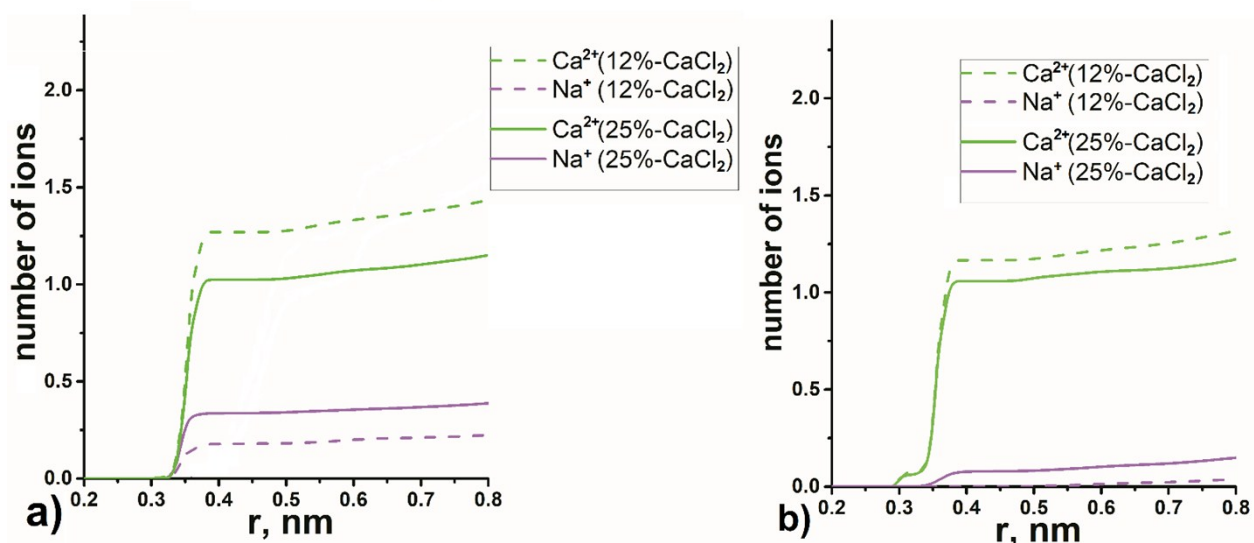 number of ions
2.0
1.5
1.0
0.5
0.0
0.2 0.3 0.4 0.5 0.6 0.7 0.8
r, nm
a)
Ca²⁺(12%-CaCl₂)
Na⁺ (12%-CaCl₂)
Ca²⁺(25%-CaCl₂)
Na⁺ (25%-CaCl₂)
number of ions
2.0
1.5
1.0
0.5
0.0
0.2 0.3 0.4 0.5 0.6 0.7 0.8
r, nm
b)
Ca²⁺(12%-CaCl₂)
Na⁺ (12%-CaCl₂)
Ca²⁺(25%-CaCl₂)
Na⁺ (25%-CaCl₂)